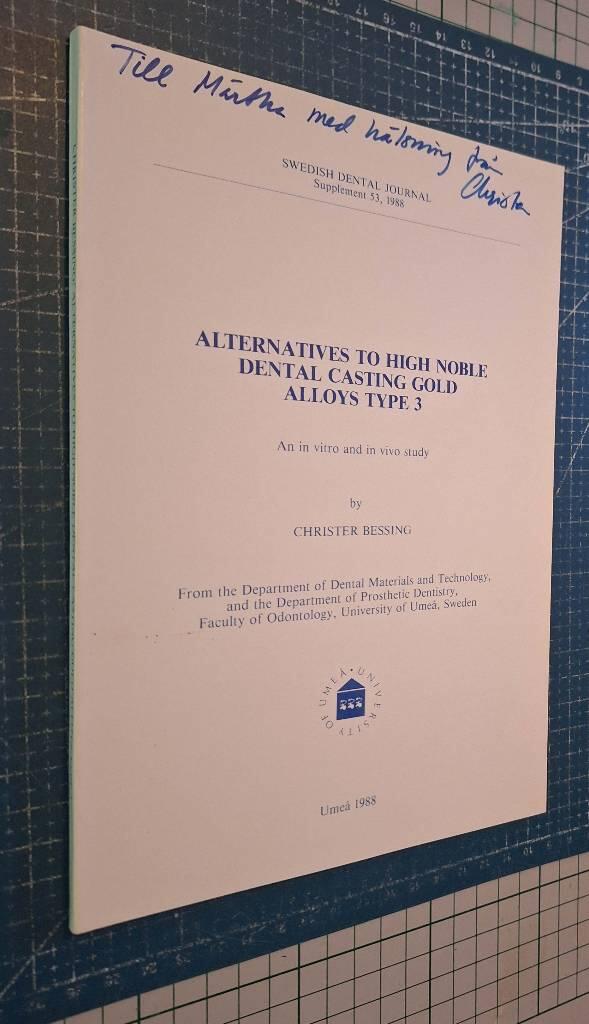 Till Märtha med hälsning från
Christer
SWEDISH DENTAL JOURNAL
Supplement 53, 1988
ALTERNATIVES TO HIGH NOBLE
DENTAL CASTING GOLD
ALLOYS TYPE 3
An in vitro and in vivo study
by
CHRISTER BESSING
From the Department of Dental Materials and Technology,
and the Department of Prosthetic Dentistry,
Faculty of Odontology, University of Umeå, Sweden
UNIVERSITY OF UMEÅ •
Umeå 1988